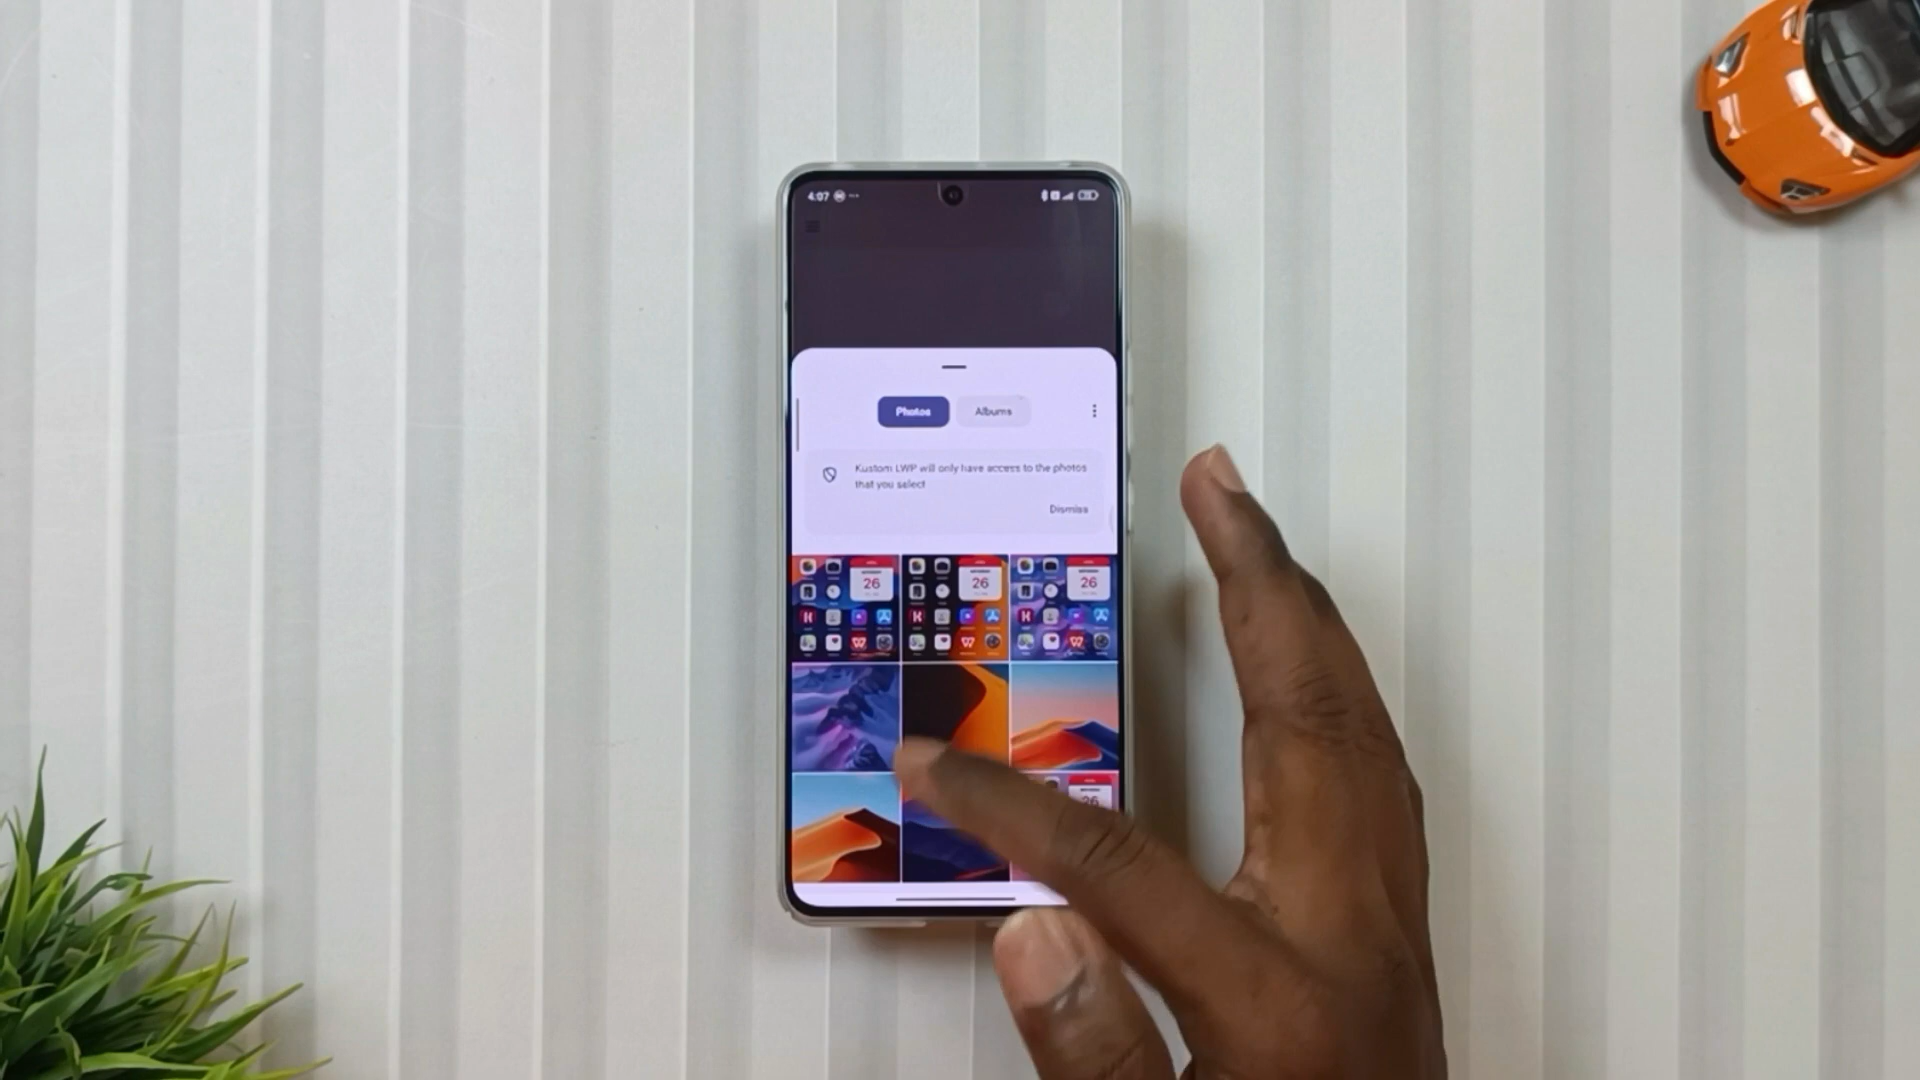 4:07
Photos Albums
Kustom LWP will only have access to the photos
that you select
Dismiss
26 26 26
26